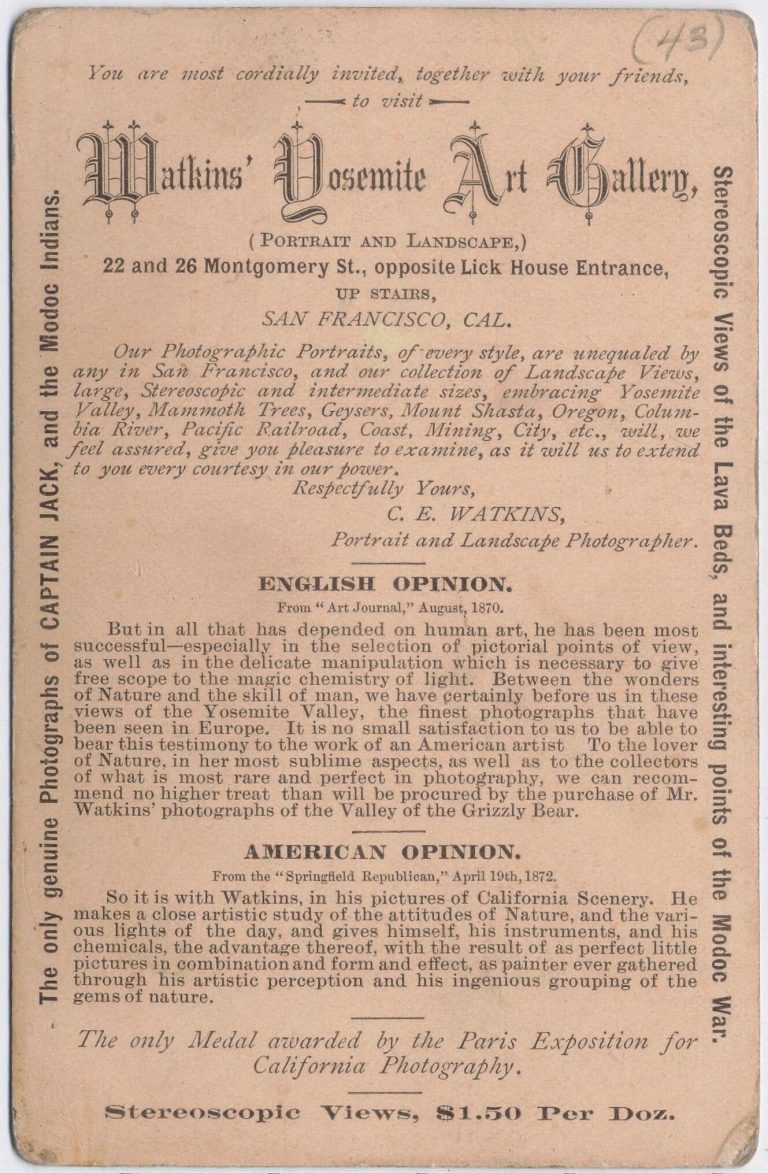 (43)
You are most cordially invited, together with your friends,
to visit
Watkins' Yosemite Art Gallery,
(PORTRAIT AND LANDSCAPE,)
22 and 26 Montgomery St., opposite Lick House Entrance,
UP STAIRS,
SAN FRANCISCO, CAL.
Our Photographic Portraits, of every style, are unequaled by
any in San Francisco, and our collection of Landscape Views,
large, Stereoscopic and intermediate sizes, embracing Yosemite
Valley, Mammoth Trees, Geysers, Mount Shasta, Oregon, Colum-
bia River, Pacific Railroad, Coast, Mining, City, etc., will, we
feel assured, give you pleasure to examine, as it will us to extend
to you every courtesy in our power.
Respectfully Yours,
C. E. WATKINS,
Portrait and Landscape Photographer.
ENGLISH OPINION.
From "Art Journal," August, 1870.
But in all that has depended on human art, he has been most
successful—especially in the selection of pictorial points of view,
as well as in the delicate manipulation which is necessary to give
free scope to the magic chemistry of light. Between the wonders
of Nature and the skill of man, we have certainly before us in these
views of the Yosemite Valley, the finest photographs that have
been seen in Europe. It is no small satisfaction to us to be able to
bear this testimony to the work of an American artist To the lover
of Nature, in her most sublime aspects, as well as to the collectors
of what is most rare and perfect in photography, we can recom-
mend no higher treat than will be procured by the purchase of Mr.
Watkins' photographs of the Valley of the Grizzly Bear.
AMERICAN OPINION.
From the "Springfield Republican," April 19th, 1872.
So it is with Watkins, in his pictures of California Scenery. He
makes a close artistic study of the attitudes of Nature, and the vari-
ous lights of the day, and gives himself, his instruments, and his
chemicals, the advantage thereof, with the result of as perfect little
pictures in combination and form and effect, as painter ever gathered
through his artistic perception and his ingenious grouping of the
gems of nature.
The only Medal awarded by the Paris Exposition for
California Photography.
Stereoscopic Views, $1.50 Per Doz.
The only genuine Photographs of CAPTAIN JACK, and the Modoc Indians.
Stereoscopic Views of the Lava Beds, and interesting points of the Modoc War.